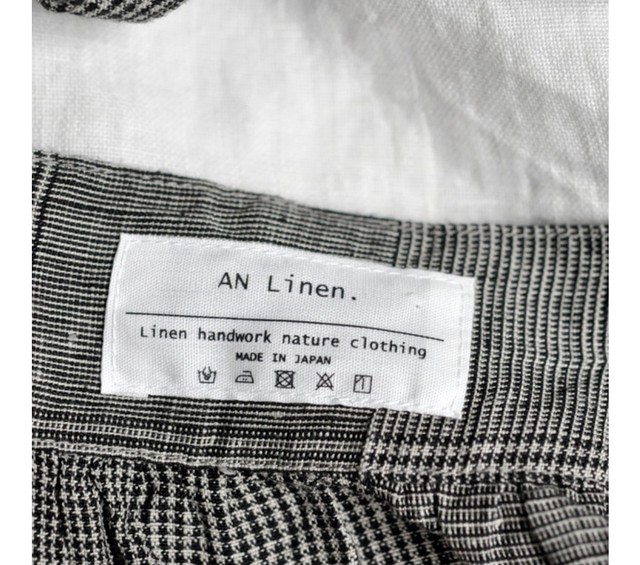 AN Linen.
Linen handwork nature clothing
MADE IN JAPAN